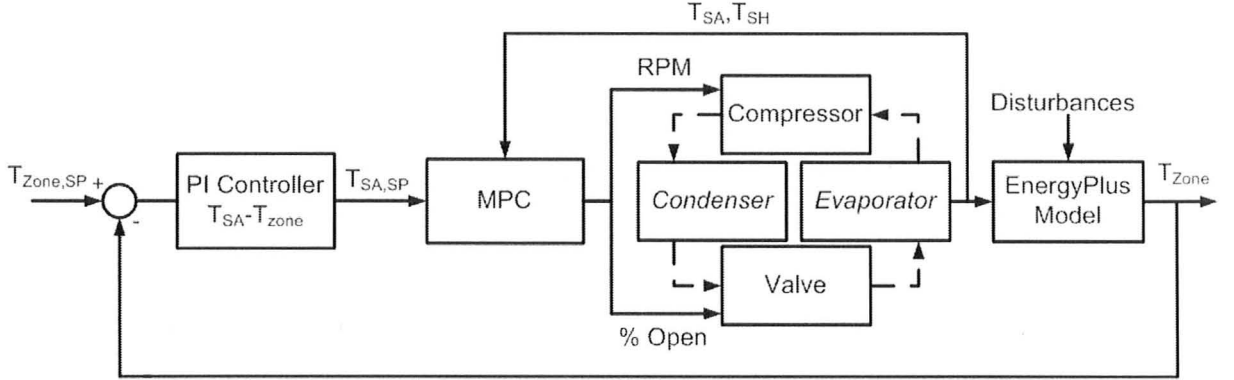 T_SA,T_SH
RPM
Compressor
Disturbances
T_Zone,SP +
-
PI Controller
T_SA-T_zone
T_SA,SP
MPC
Condenser
Evaporator
EnergyPlus
Model
T_Zone
Valve
% Open